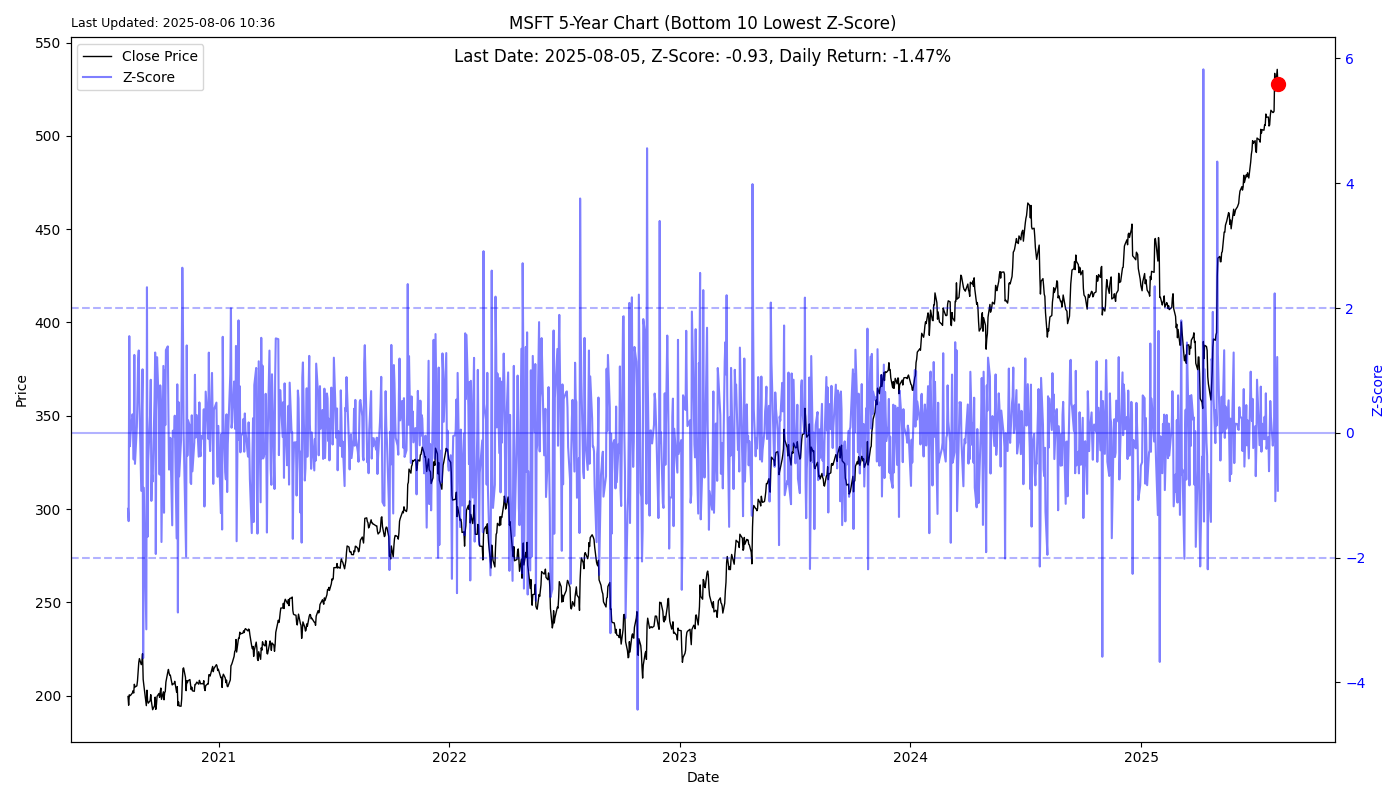 Last Updated: 2025-08-06 10:36
MSFT 5-Year Chart (Bottom 10 Lowest Z-Score)
Last Date: 2025-08-05, Z-Score: -0.93, Daily Return: -1.47%
Close Price
Z-Score
550
500
450
400
350
300
250
200
Price
6
4
2
0
−2
−4
Z-Score
2021
2022
2023
2024
2025
Date